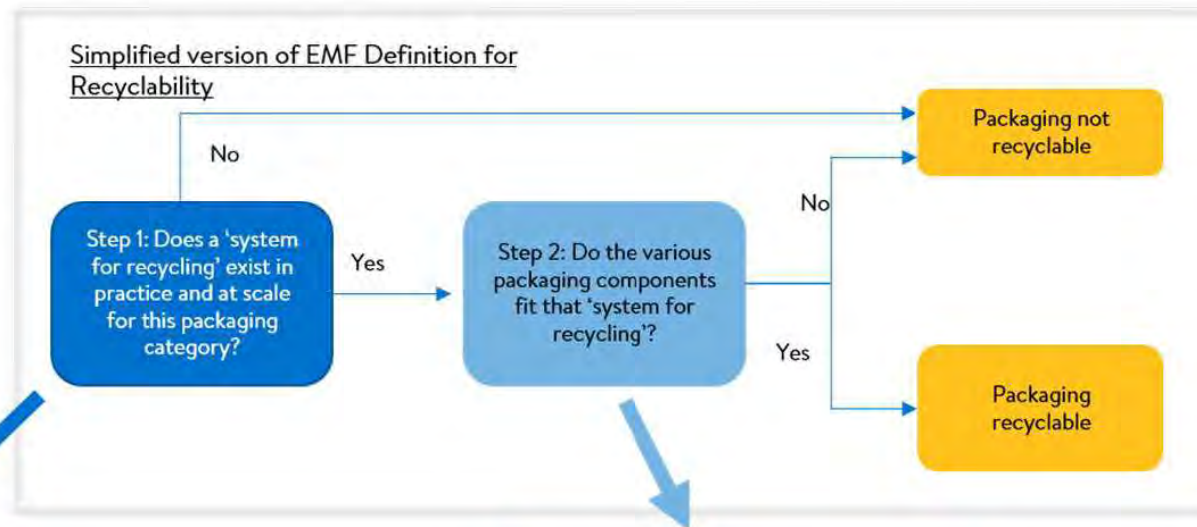 Simplified version of EMF Definition for
Recyclability
No
Packaging not
recyclable
Step 1: Does a ‘system
for recycling’ exist in
practice and at scale
for this packaging
category?
Yes
Step 2: Do the various
packaging components
fit that ‘system for
recycling’?
No
Yes
Packaging
recyclable